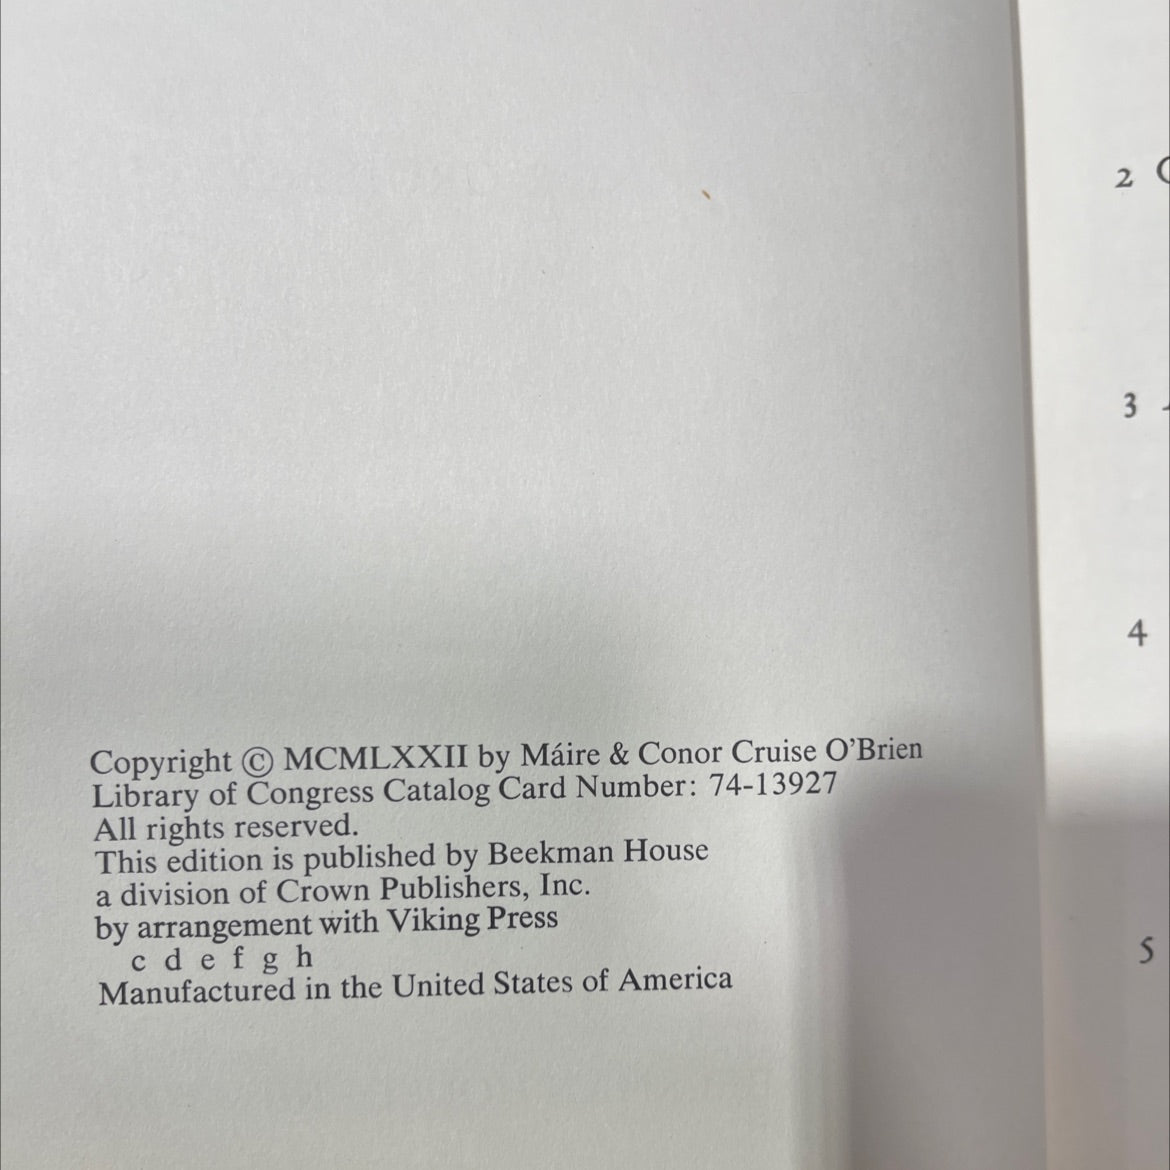 Copyright © MCMLXXII by Máire & Conor Cruise O’Brien
Library of Congress Catalog Card Number: 74-13927
All rights reserved.
This edition is published by Beekman House
a division of Crown Publishers, Inc.
by arrangement with Viking Press
c d e f g h
Manufactured in the United States of America
2
3
4
5